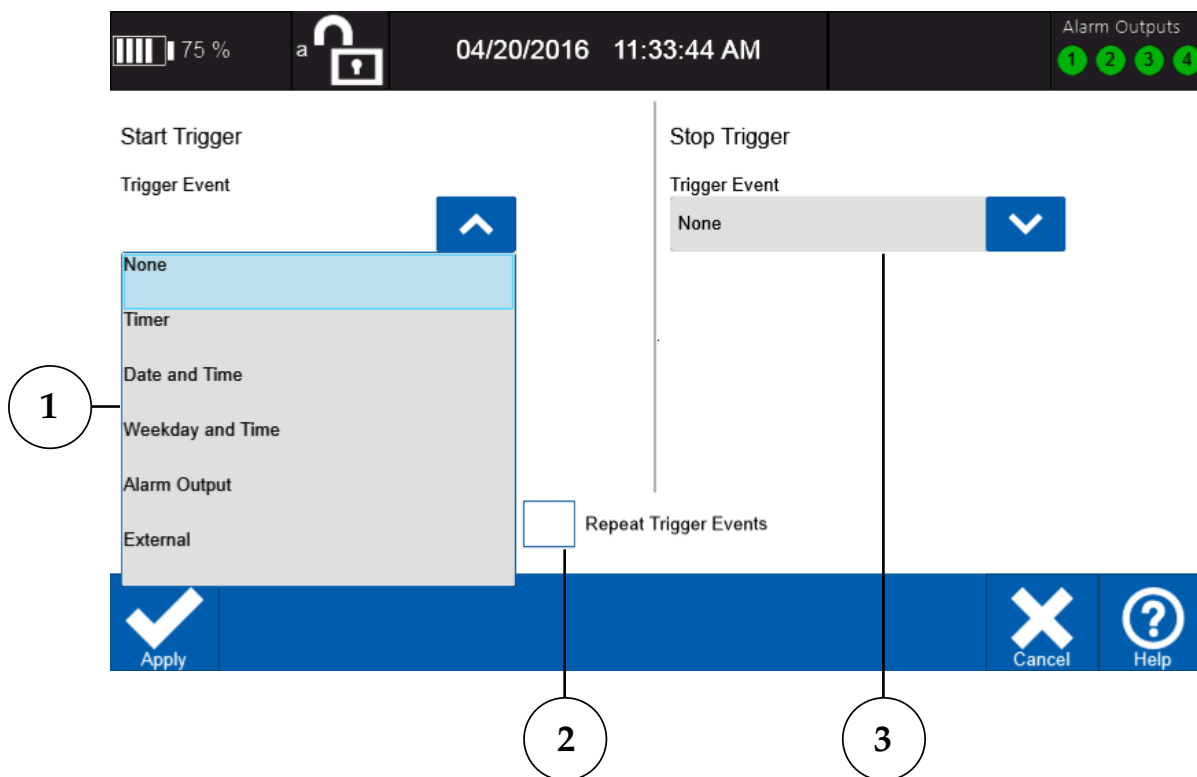 75 %
a
04/20/2016 11:33:44 AM
Alarm Outputs
1 2 3 4
Start Trigger
Stop Trigger
Trigger Event
Trigger Event
None
None
Timer
Date and Time
1
Weekday and Time
Alarm Output
Repeat Trigger Events
External
Apply
Cancel
Help
2
3